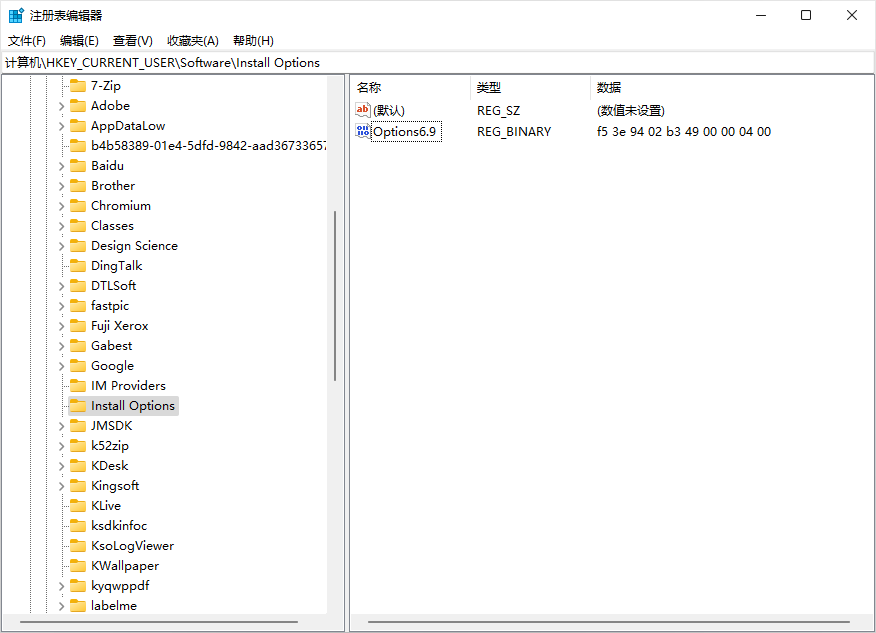 注册表编辑器
文件(F) 编辑(E) 查看(V) 收藏夹(A) 帮助(H)
计算机\HKEY_CURRENT_USER\Software\Install Options
7-Zip
Adobe
AppDataLow
b4b58389-01e4-5dfd-9842-aad36733657
Baidu
Brother
Chromium
Classes
Design Science
DingTalk
DTLSoft
fastpic
Fuji Xerox
Gabest
Google
IM Providers
Install Options
JMSDK
k52zip
KDesk
Kingsoft
KLive
ksdkinfoc
KsoLogViewer
KWallpaper
kyqwppdf
labelme
名称 类型 数据
ab (默认) REG_SZ (数值未设置)
Options6.9 REG_BINARY f5 3e 94 02 b3 49 00 00 04 00